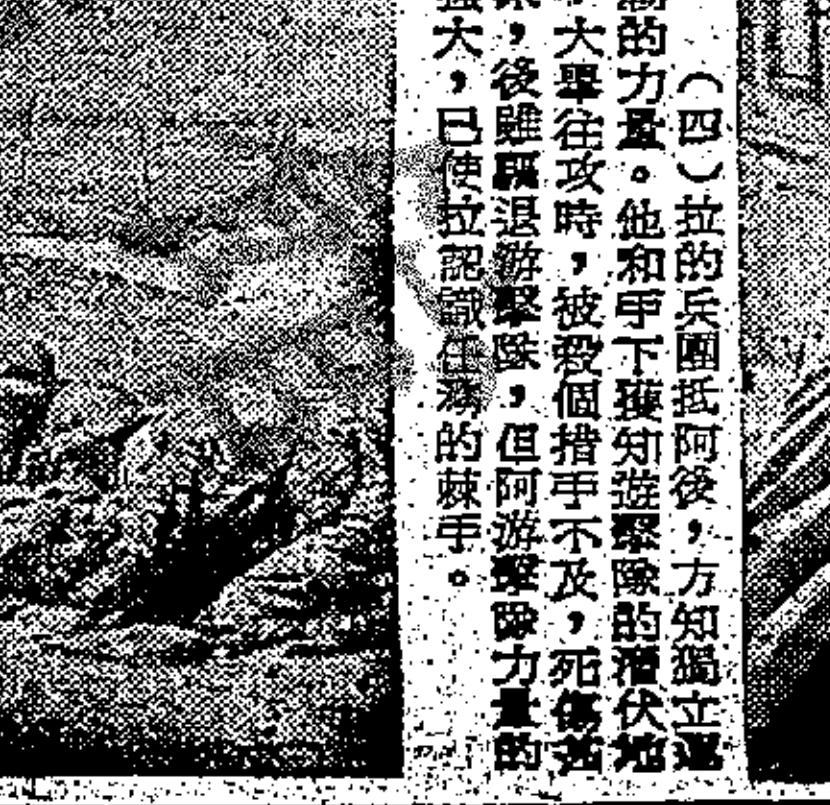 （四）拉的兵團抵阿後，方知獨立運
的力量。他和手下獲知遊擊隊的潛伏地
，大舉往攻時，被殺個措手不及，死傷甚
，後雖驅退游擊隊，但阿游擊隊力量的
強大，已使拉認識任務的棘手。